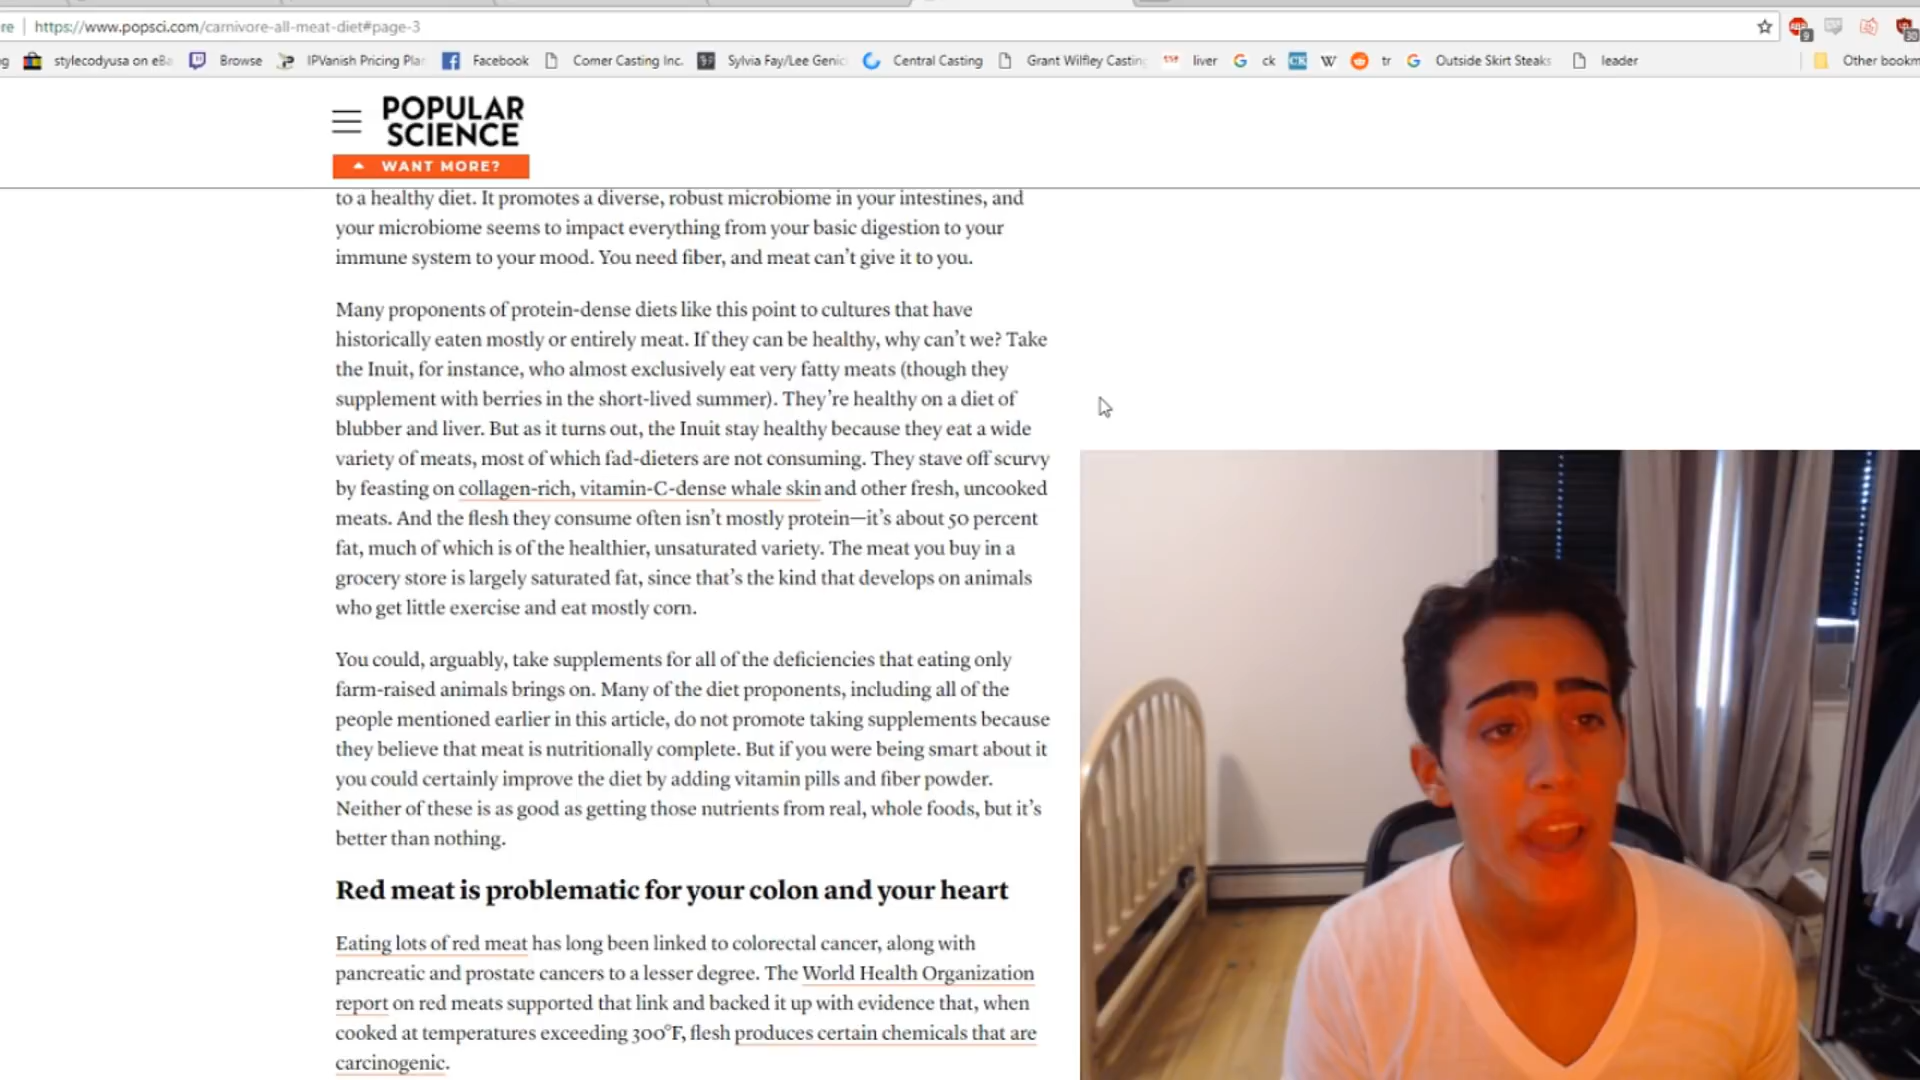 re https://www.popsci.com/carnivore-all-meat-diet#page-3
9 30
g stylecodyusa on eBa Browse IPVanish Pricing Pla Facebook Comer Casting Inc. Sylvia Fay/Lee Genic Central Casting Grant Wilfley Casting liver G ck CK W tr G Outside Skirt Steaks leader Other bookm
POPULAR
SCIENCE
WANT MORE?
to a healthy diet. It promotes a diverse, robust microbiome in your intestines, and
your microbiome seems to impact everything from your basic digestion to your
immune system to your mood. You need fiber, and meat can’t give it to you.
Many proponents of protein-dense diets like this point to cultures that have
historically eaten mostly or entirely meat. If they can be healthy, why can’t we? Take
the Inuit, for instance, who almost exclusively eat very fatty meats (though they
supplement with berries in the short-lived summer). They’re healthy on a diet of
blubber and liver. But as it turns out, the Inuit stay healthy because they eat a wide
variety of meats, most of which fad-dieters are not consuming. They stave off scurvy
by feasting on collagen-rich, vitamin-C-dense whale skin and other fresh, uncooked
meats. And the flesh they consume often isn’t mostly protein—it’s about 50 percent
fat, much of which is of the healthier, unsaturated variety. The meat you buy in a
grocery store is largely saturated fat, since that’s the kind that develops on animals
who get little exercise and eat mostly corn.
You could, arguably, take supplements for all of the deficiencies that eating only
farm-raised animals brings on. Many of the diet proponents, including all of the
people mentioned earlier in this article, do not promote taking supplements because
they believe that meat is nutritionally complete. But if you were being smart about it
you could certainly improve the diet by adding vitamin pills and fiber powder.
Neither of these is as good as getting those nutrients from real, whole foods, but it’s
better than nothing.
Red meat is problematic for your colon and your heart
Eating lots of red meat has long been linked to colorectal cancer, along with
pancreatic and prostate cancers to a lesser degree. The World Health Organization
report on red meats supported that link and backed it up with evidence that, when
cooked at temperatures exceeding 300°F, flesh produces certain chemicals that are
carcinogenic.